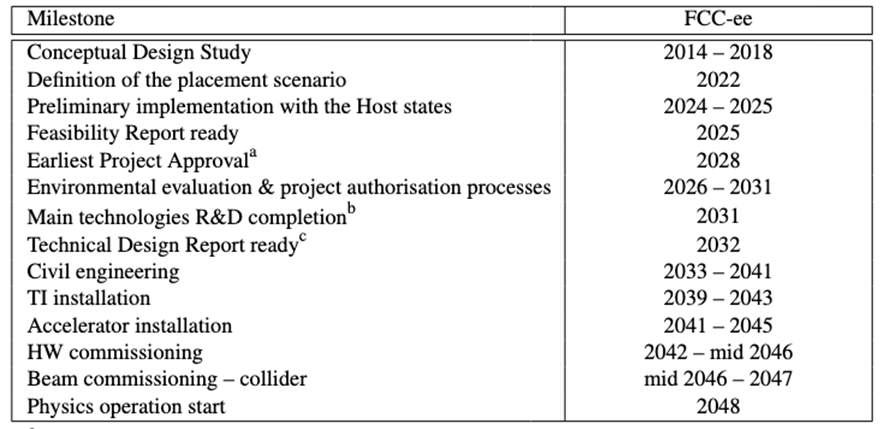 Milestone FCC-ee
Conceptual Design Study 2014 – 2018
Definition of the placement scenario 2022
Preliminary implementation with the Host states 2024 – 2025
Feasibility Report ready 2025
Earliest Project Approvalᵃ 2028
Environmental evaluation & project authorisation processes 2026 – 2031
Main technologies R&D completionᵇ 2031
Technical Design Report readyᶜ 2032
Civil engineering 2033 – 2041
TI installation 2039 – 2043
Accelerator installation 2041 – 2045
HW commissioning 2042 – mid 2046
Beam commissioning – collider mid 2046 – 2047
Physics operation start 2048